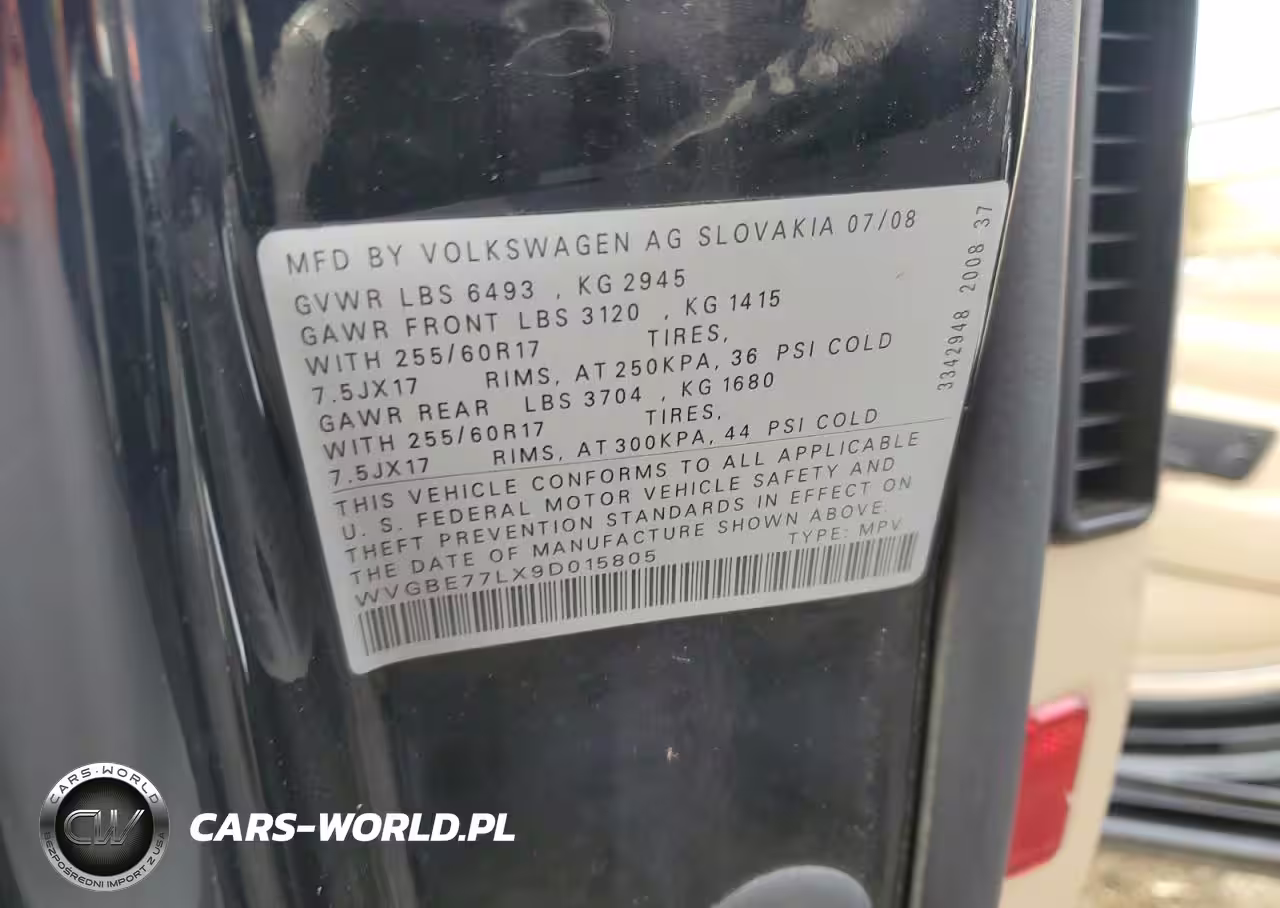 MFD BY VOLKSWAGEN AG SLOVAKIA 07/08
GVWR LBS 6493 , KG 2945
GAWR FRONT LBS 3120 , KG 1415
WITH 255/60R17 TIRES,
7.5JX17 RIMS, AT 250KPA, 36 PSI COLD
GAWR REAR LBS 3704 , KG 1680
WITH 255/60R17 TIRES,
7.5JX17 RIMS, AT 300KPA, 44 PSI COLD
THIS VEHICLE CONFORMS TO ALL APPLICABLE
U. S. FEDERAL MOTOR VEHICLE SAFETY AND
THEFT PREVENTION STANDARDS IN EFFECT ON
THE DATE OF MANUFACTURE SHOWN ABOVE.
WVGBE77LX9D015805 TYPE: MPV
3342948 2008 37
CARS-WORLD
CW
BEZPOŚREDNI IMPORT Z USA
CARS-WORLD.PL